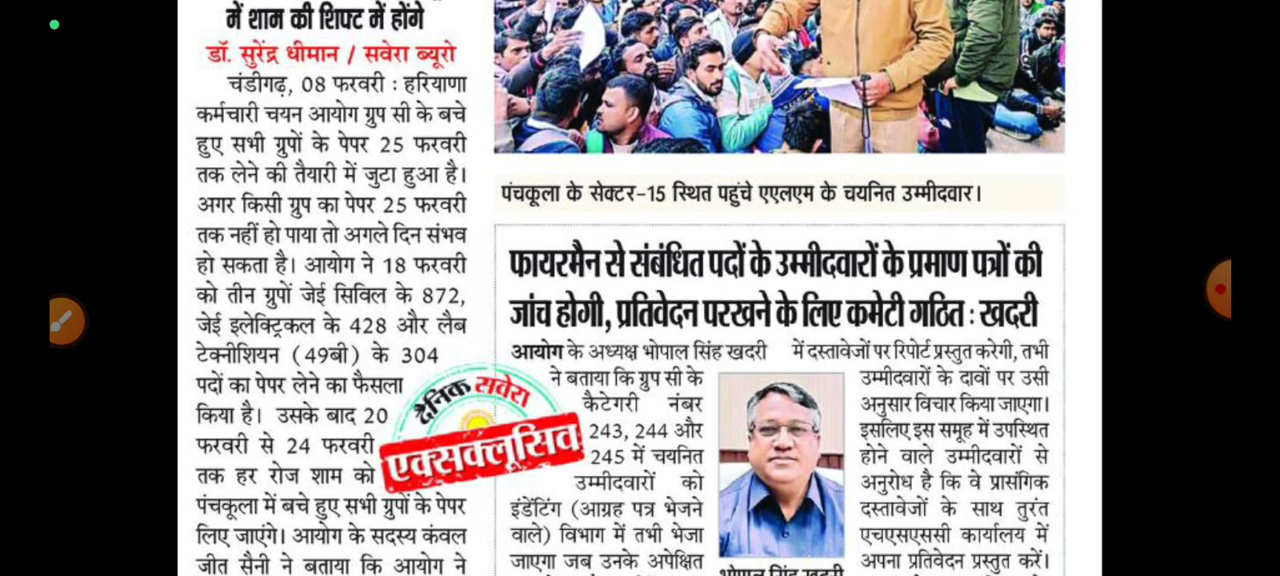 में शाम की शिफ्ट में होंगे
डॉ. सुरेंद्र धीमान / सवेरा ब्यूरो
चंडीगढ़, 08 फरवरी : हरियाणा
कर्मचारी चयन आयोग ग्रुप सी के बचे
हुए सभी ग्रुपों के पेपर 25 फरवरी
तक लेने की तैयारी में जुटा हुआ है।
अगर किसी ग्रुप का पेपर 25 फरवरी
तक नहीं हो पाया तो अगले दिन संभव
हो सकता है। आयोग ने 18 फरवरी
को तीन ग्रुपों जेई सिविल के 872,
जेई इलेक्ट्रिकल के 428 और लैब
टेक्नीशियन (49बी) के 304
पदों का पेपर लेने का फैसला
किया है। उसके बाद 20
फरवरी से 24 फरवरी
तक हर रोज शाम को
पंचकूला में बचे हुए सभी ग्रुपों के पेपर
लिए जाएंगे। आयोग के सदस्य कंवल
जीत सैनी ने बताया कि आयोग ने
दैनिक सवेरा
एक्सक्लूसिव
पंचकूला के सेक्टर-15 स्थित पहुंचे एएलएम के चयनित उम्मीदवार।
फायरमैन से संबंधित पदों के उम्मीदवारों के प्रमाण पत्रों की
जांच होगी, प्रतिवेदन परखने के लिए कमेटी गठित : खदरी
आयोग के अध्यक्ष भोपाल सिंह खदरी
ने बताया कि ग्रुप सी के
कैटेगरी नंबर
243, 244 और
245 में चयनित
उम्मीदवारों को
इंडेंटिंग (आग्रह पत्र भेजने
वाले) विभाग में तभी भेजा
जाएगा जब उनके अपेक्षित
भोपाल सिंह खदरी
में दस्तावेजों पर रिपोर्ट प्रस्तुत करेगी, तभी
उम्मीदवारों के दावों पर उसी
अनुसार विचार किया जाएगा।
इसलिए इस समूह में उपस्थित
होने वाले उम्मीदवारों से
अनुरोध है कि वे प्रासंगिक
दस्तावेजों के साथ तुरंत
एचएसएससी कार्यालय में
अपना प्रतिवेदन प्रस्तुत करें।